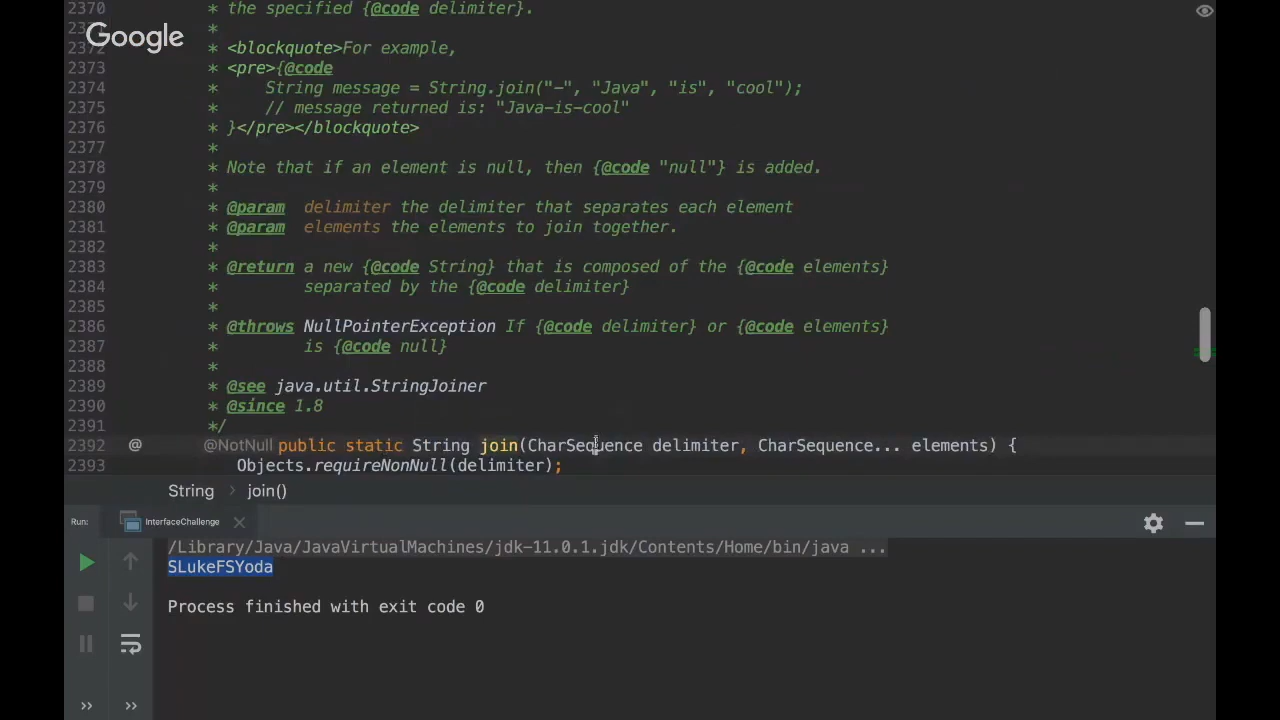 2370 * the specified {@code delimiter}.
237 *
Google
2372 * <blockquote>For example,
2373 * <pre>{@code
2374 * String message = String.join("-", "Java", "is", "cool");
2375 * // message returned is: "Java-is-cool"
2376 * }</pre></blockquote>
2377 *
2378 * Note that if an element is null, then {@code "null"} is added.
2379 *
2380 * @param delimiter the delimiter that separates each element
2381 * @param elements the elements to join together.
2382 *
2383 * @return a new {@code String} that is composed of the {@code elements}
2384 * separated by the {@code delimiter}
2385 *
2386 * @throws NullPointerException If {@code delimiter} or {@code elements}
2387 * is {@code null}
2388 *
2389 * @see java.util.StringJoiner
2390 * @since 1.8
2391 */
2392 @ @NotNull public static String join(CharSequence delimiter, CharSequence... elements) {
2393 Objects.requireNonNull(delimiter);
String > join()
Run: InterfaceChallenge
/Library/Java/JavaVirtualMachines/jdk-11.0.1.jdk/Contents/Home/bin/java ...
SLukeFSYoda
Process finished with exit code 0
>> >>